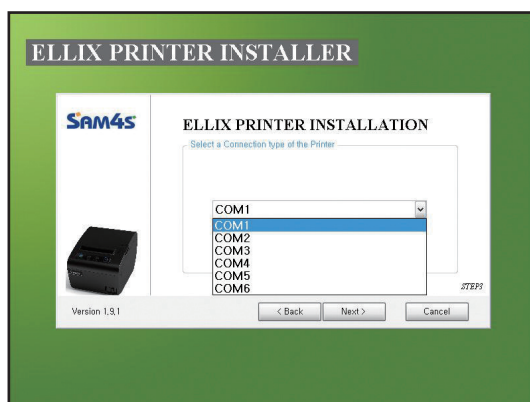 ELLIX PRINTER INSTALLER
SAM4S
ELLIX PRINTER INSTALLATION
Select a Connection type of the Printer
COM1
COM1
COM2
COM3
COM4
COM5
COM6
STEP3
Version 1.9.1
< Back
Next >
Cancel